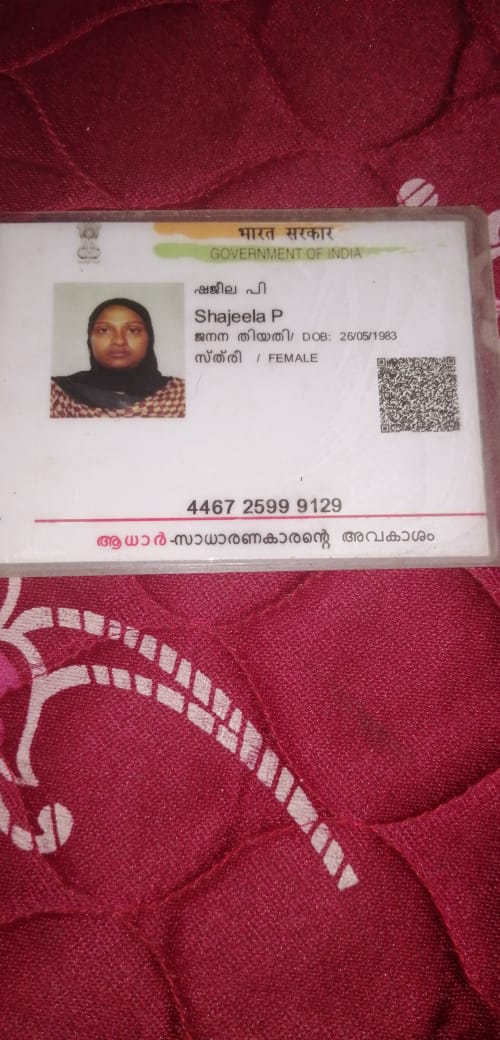 भारत सरकार
GOVERNMENT OF INDIA
ഷജീല പി
Shajeela P
ജനന തിയതി/ DOB: 26/05/1983
സ്ത്രീ / FEMALE
4467 2599 9129
ആധാർ-സാധാരണകാരന്റെ അവകാശം